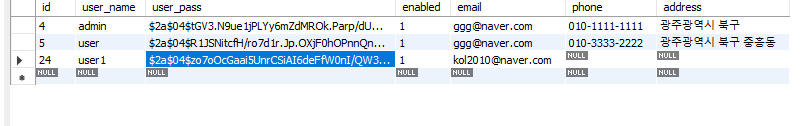 id user_name user_pass enabled email phone address
4 admin $2a$04$tGV3.N9ue1jPLYy6mZdMROk.Parp/dU... 1 ggg@naver.com 010-1111-1111 광주광역시 북구
5 user $2a$04$R1JSNitcfH/ro7d1r.Jp.OXjF0hOPnnQn... 1 ggg@naver.com 010-3333-2222 광주광역시 북구 중흥동
24 user1 $2a$04$zo7oOcGaai5UnrCSiAI6deFfW0nI/QW3... 1 kol2010@naver.com NULL NULL
NULL NULL NULL NULL NULL NULL NULL